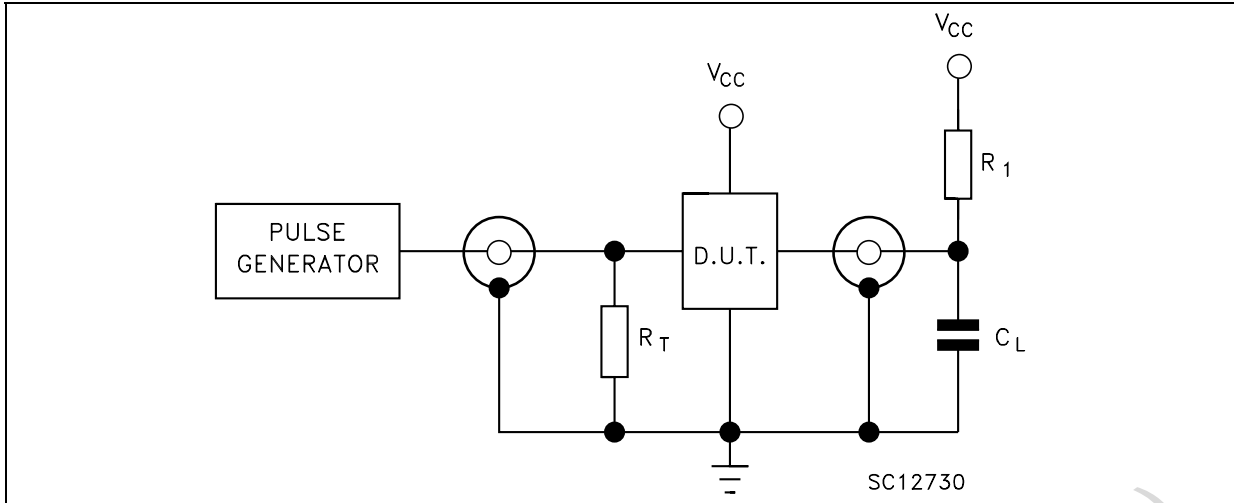 VCC
VCC
R1
PULSE
GENERATOR
D.U.T.
RT
CL
SC12730